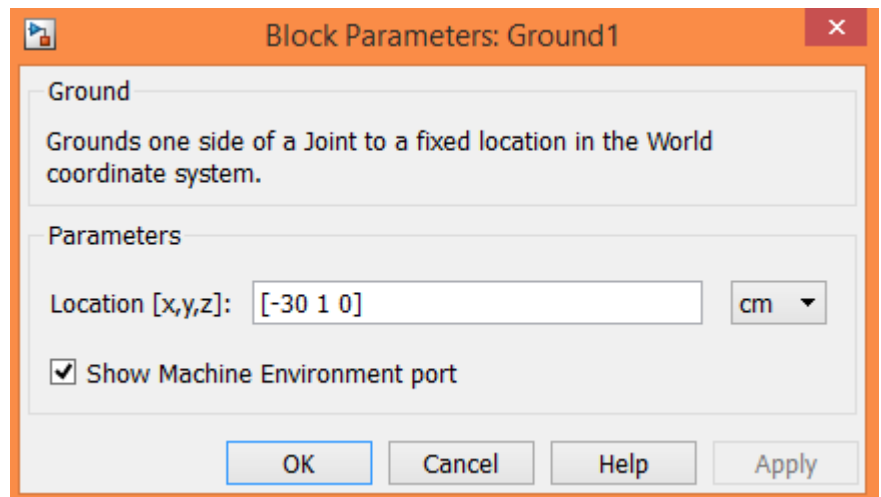 Block Parameters: Ground1
Ground
Grounds one side of a Joint to a fixed location in the World
coordinate system.
Parameters
Location [x,y,z]: [-30 1 0] cm
Show Machine Environment port
OK Cancel Help Apply